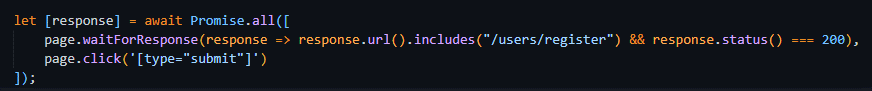 let [response] = await Promise.all([
    page.waitForResponse(response => response.url().includes("/users/register") && response.status() === 200),
    page.click('[type="submit"]')
]);